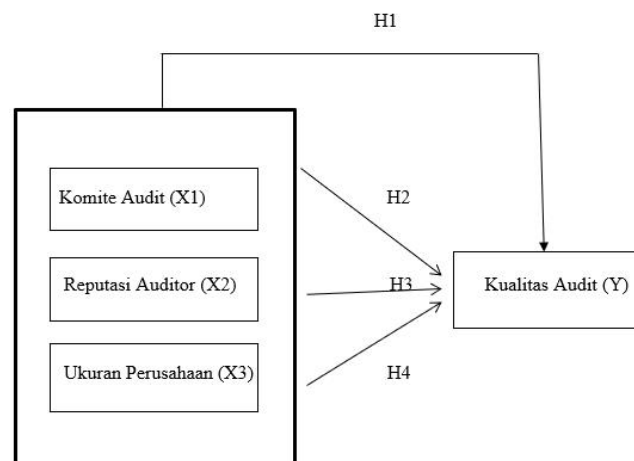 H1
Komite Audit (X1)
H2
Reputasi Auditor (X2)
H3
Kualitas Audit (Y)
Ukuran Perusahaan (X3)
H4